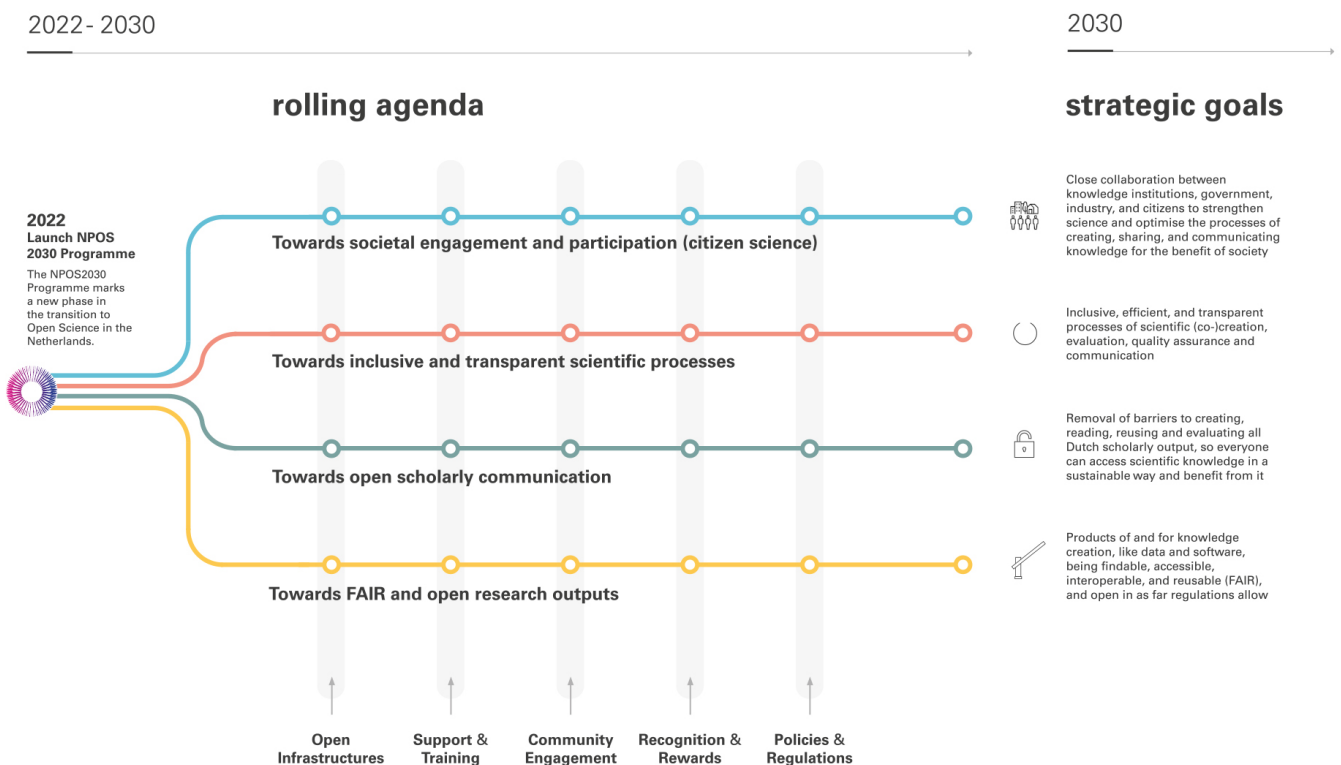 2022 - 2030
2030
rolling agenda
strategic goals
2022
Launch NPOS
2030 Programme
The NPOS2030
Programme marks
a new phase in
the transition to
Open Science in the
Netherlands.
Towards societal engagement and participation (citizen science)
Close collaboration between
knowledge institutions, government,
industry, and citizens to strengthen
science and optimise the processes of
creating, sharing, and communicating
knowledge for the benefit of society
Towards inclusive and transparent scientific processes
Inclusive, efficient, and transparent
processes of scientific (co-)creation,
evaluation, quality assurance and
communication
Towards open scholarly communication
Removal of barriers to creating,
reading, reusing and evaluating all
Dutch scholarly output, so everyone
can access scientific knowledge in a
sustainable way and benefit from it
Towards FAIR and open research outputs
Products of and for knowledge
creation, like data and software,
being findable, accessible,
interoperable, and reusable (FAIR),
and open in as far regulations allow
Open
Infrastructures
Support &
Training
Community
Engagement
Recognition &
Rewards
Policies &
Regulations